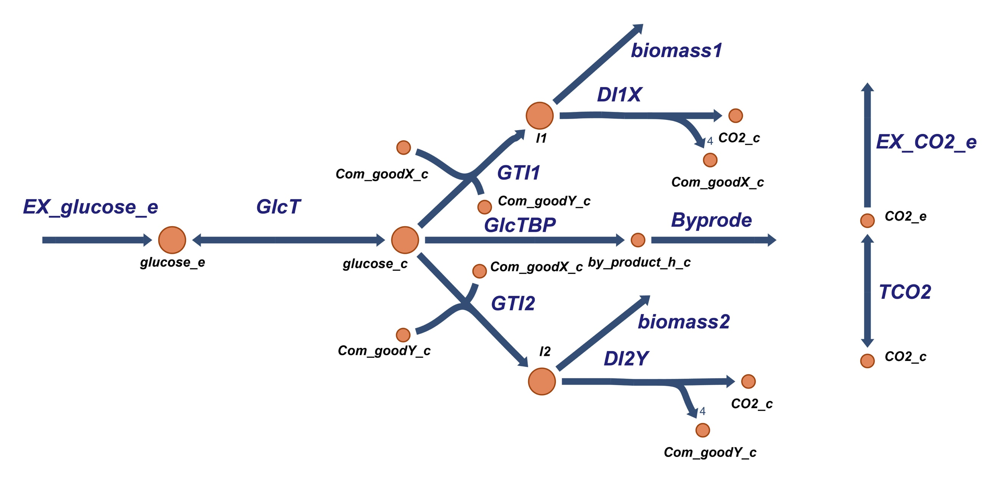 biomass1
DI1X
I1
4
CO2_c
EX_CO2_e
Com_goodX_c
GTI1
Com_goodX_c
Com_goodY_c
EX_glucose_e
GlcT
GlcTBP
Byprode
CO2_e
glucose_e
glucose_c
Com_goodX_c
by_product_h_c
GTI2
TCO2
biomass2
Com_goodY_c
I2
DI2Y
CO2_c
CO2_c
4
Com_goodY_c